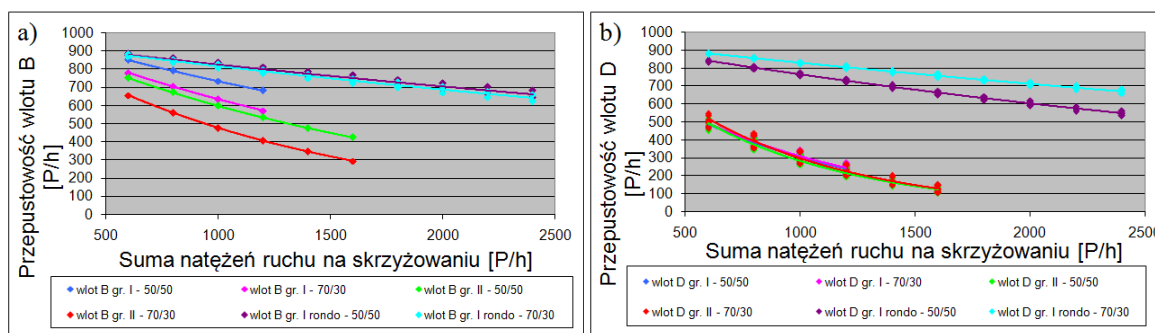 a)
Przepustowość wlotu B
[P/h]
1000
900
800
700
600
500
400
300
200
100
0
500 1000 1500 2000 2500
Suma natężeń ruchu na skrzyżowaniu [P/h]
wlot B gr. I - 50/50 wlot B gr. I - 70/30 wlot B gr. II - 50/50
wlot B gr. II - 70/30 wlot B gr. I rondo - 50/50 wlot B gr. I rondo - 70/30
b)
Przepustowość wlotu D
[P/h]
1000
900
800
700
600
500
400
300
200
100
0
500 1000 1500 2000 2500
Suma natężeń ruchu na skrzyżowaniu [P/h]
wlot D gr. I - 50/50 wlot D gr. I - 70/30 wlot D gr. II - 50/50
wlot D gr. II - 70/30 wlot D gr. I rondo - 50/50 wlot D gr. I rondo - 70/30